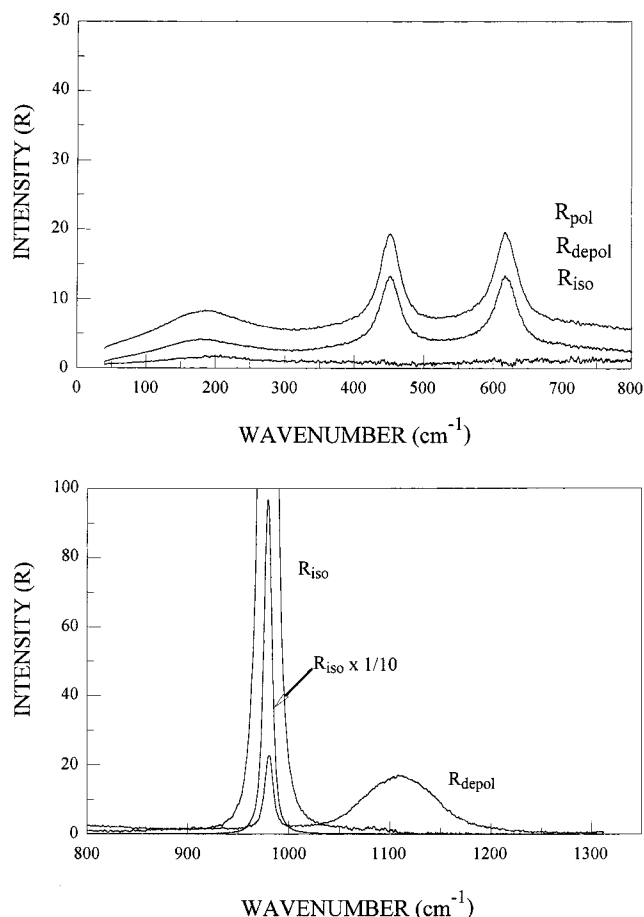 50
40
30
20
10
0
INTENSITY (R)
R_pol
R_depol
R_iso
0 100 200 300 400 500 600 700 800
WAVENUMBER (cm⁻¹)
100
80
60
40
20
0
INTENSITY (R)
R_iso
R_iso x 1/10
R_depol
800 900 1000 1100 1200 1300
WAVENUMBER (cm⁻¹)